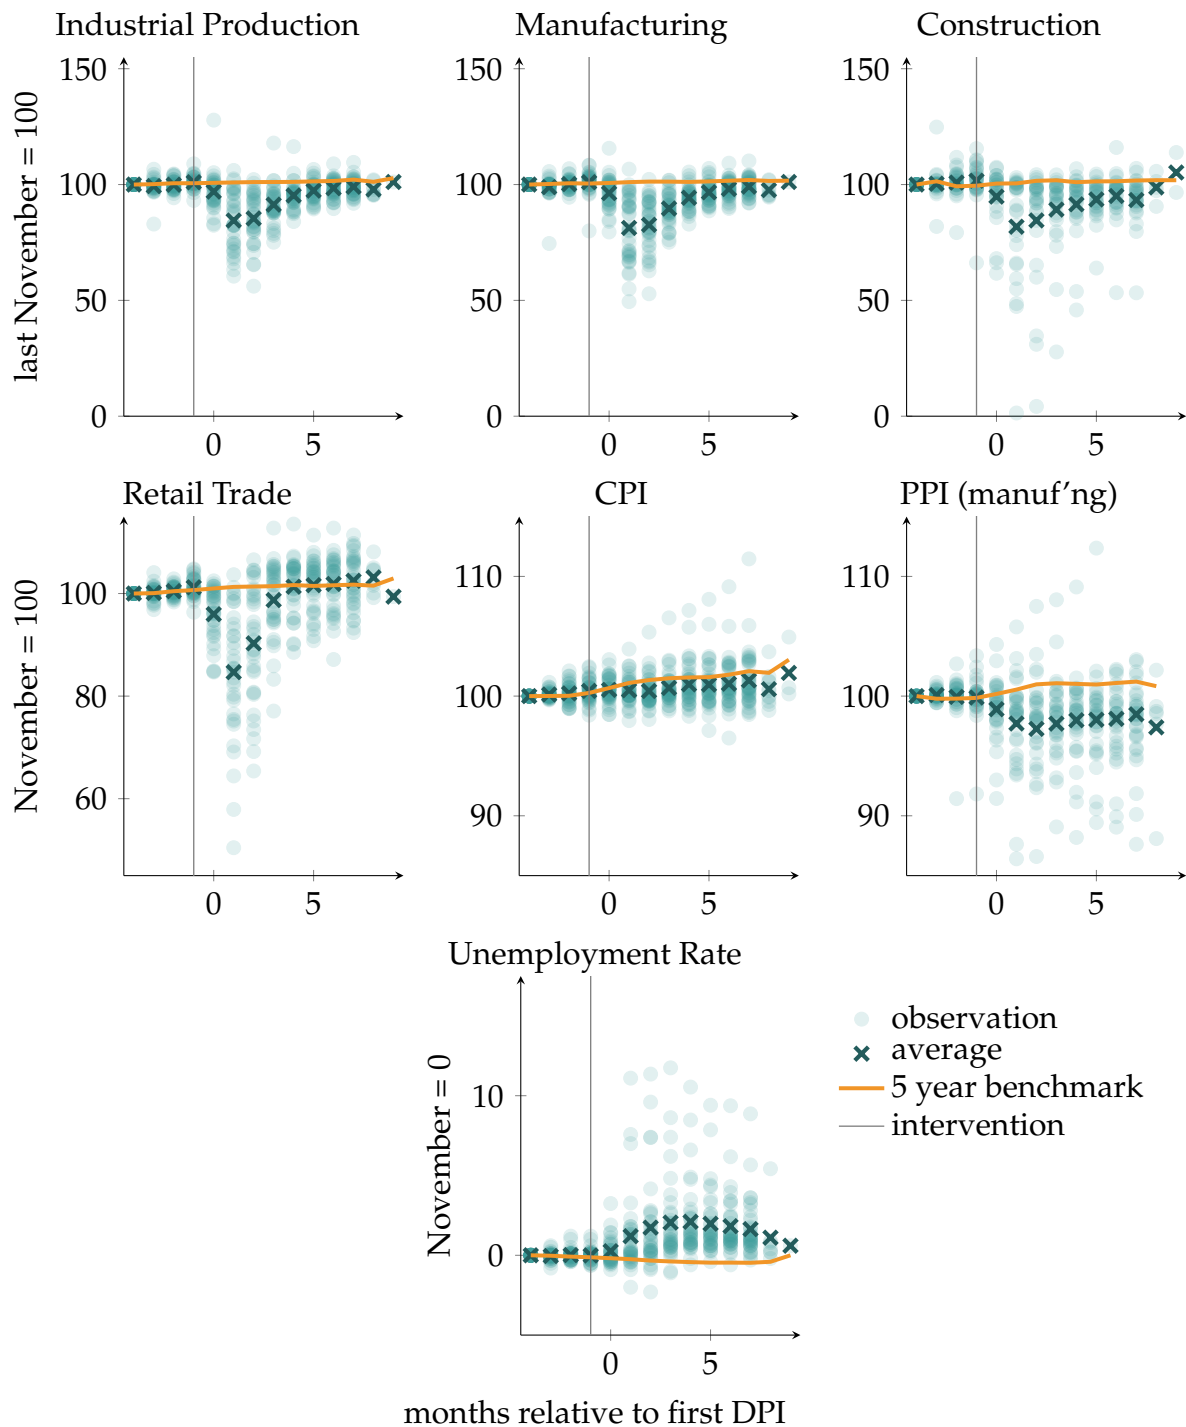 Industrial Production
Manufacturing
Construction
last November = 100
150
100
50
0
0
5
150
100
50
0
0
5
150
100
50
0
0
5
Retail Trade
CPI
PPI (manuf'ng)
November = 100
100
80
60
0
5
110
100
90
0
5
110
100
90
0
5
Unemployment Rate
November = 0
10
0
0
5
observation
average
5 year benchmark
intervention
months relative to first DPI